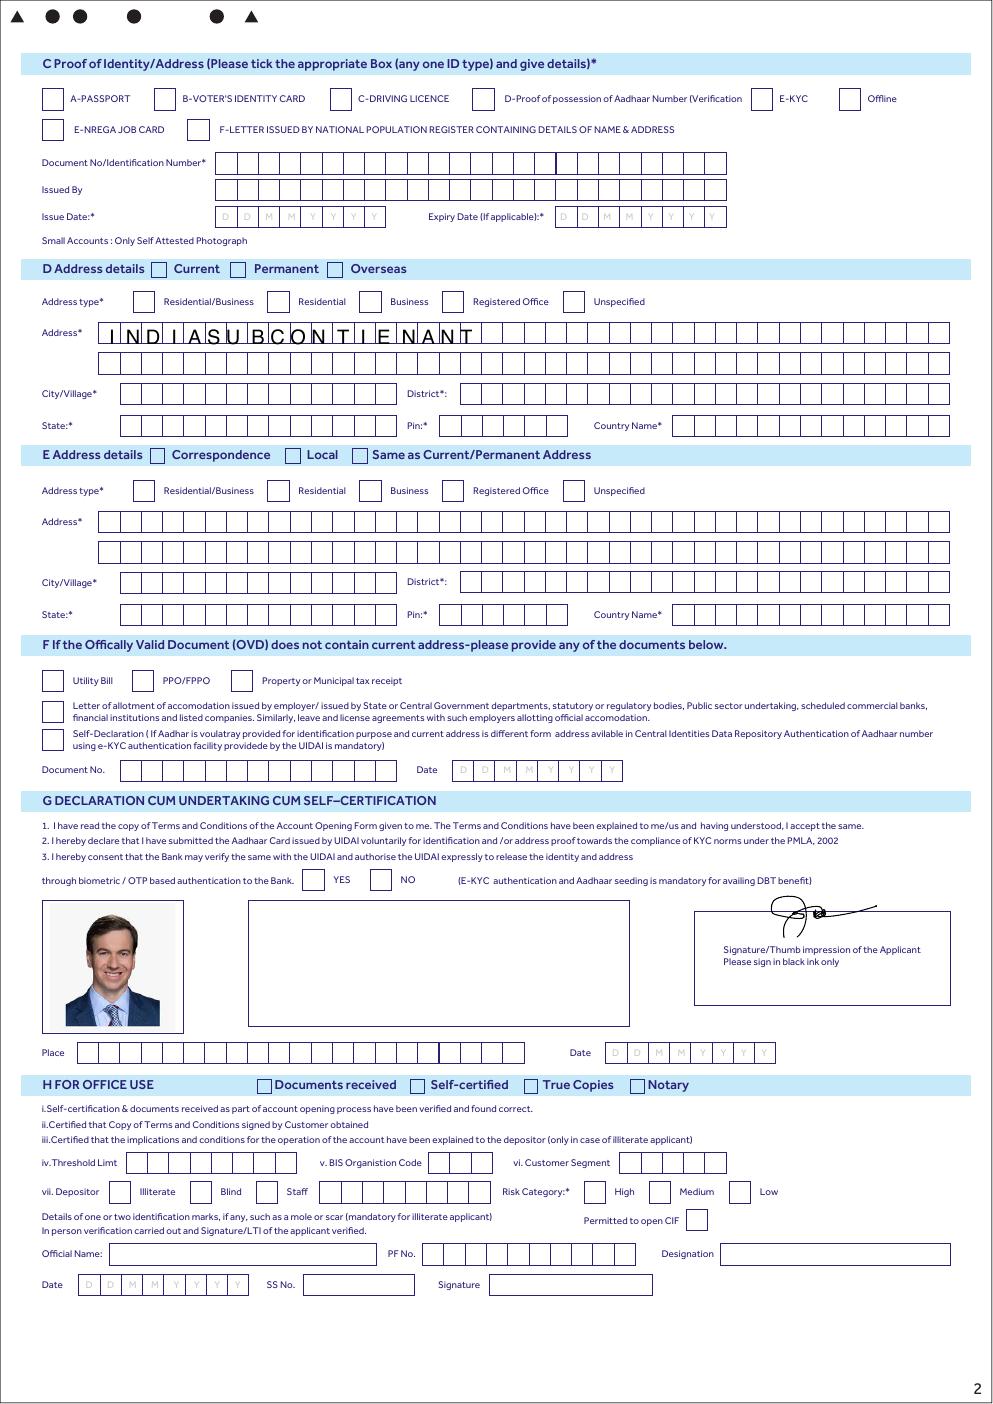 C Proof of Identity/Address (Please tick the appropriate Box (any one ID type) and give details)*
A-PASSPORT B-VOTER'S IDENTITY CARD C-DRIVING LICENCE D-Proof of possession of Aadhaar Number (Verification E-KYC Offline
E-NREGA JOB CARD F-LETTER ISSUED BY NATIONAL POPULATION REGISTER CONTAINING DETAILS OF NAME & ADDRESS
Document No/Identification Number*
Issued By
Issue Date:* D D M M Y Y Y Y Expiry Date (If applicable):* D D M M Y Y Y Y
Small Accounts : Only Self Attested Photograph
D Address details Current Permanent Overseas
Address type* Residential/Business Residential Business Registered Office Unspecified
Address* INDIASUBCONTIENANT
City/Village* District*:
State:* Pin:* Country Name*
E Address details Correspondence Local Same as Current/Permanent Address
Address type* Residential/Business Residential Business Registered Office Unspecified
Address*
City/Village* District*:
State:* Pin:* Country Name*
F If the Offically Valid Document (OVD) does not contain current address-please provide any of the documents below.
Utility Bill PPO/FPPO Property or Municipal tax receipt
Letter of allotment of accomodation issued by employer/ issued by State or Central Government departments, statutory or regulatory bodies, Public sector undertaking, scheduled commercial banks,
financial institutions and listed companies. Similarly, leave and license agreements with such employers allotting official accomodation.
Self-Declaration ( If Aadhar is voulatray provided for identification purpose and current address is different form address avilable in Central Identities Data Repository Authentication of Aadhaar number
using e-KYC authentication facility providede by the UIDAI is mandatory)
Document No. Date D D M M Y Y Y Y
G DECLARATION CUM UNDERTAKING CUM SELF–CERTIFICATION
1. I have read the copy of Terms and Conditions of the Account Opening Form given to me. The Terms and Conditions have been explained to me/us and having understood, I accept the same.
2. I hereby declare that I have submitted the Aadhaar Card issued by UIDAI voluntarily for identification and /or address proof towards the compliance of KYC norms under the PMLA, 2002
3. I hereby consent that the Bank may verify the same with the UIDAI and authorise the UIDAI expressly to release the identity and address
through biometric / OTP based authentication to the Bank. YES NO (E-KYC authentication and Aadhaar seeding is mandatory for availing DBT benefit)
Signature/Thumb impression of the Applicant
Please sign in black ink only
Place Date D D M M Y Y Y Y
H FOR OFFICE USE Documents received Self-certified True Copies Notary
i.Self-certification & documents received as part of account opening process have been verified and found correct.
ii.Certified that Copy of Terms and Conditions signed by Customer obtained
iii.Certified that the implications and conditions for the operation of the account have been explained to the depositor (only in case of illiterate applicant)
iv.Threshold Limt v. BIS Organistion Code vi. Customer Segment
vii. Depositor Illiterate Blind Staff Risk Category:* High Medium Low
Details of one or two identification marks, if any, such as a mole or scar (mandatory for illiterate applicant)
Permitted to open CIF
In person verification carried out and Signature/LTI of the applicant verified.
Official Name: PF No. Designation
Date D D M M Y Y Y Y SS No. Signature
2